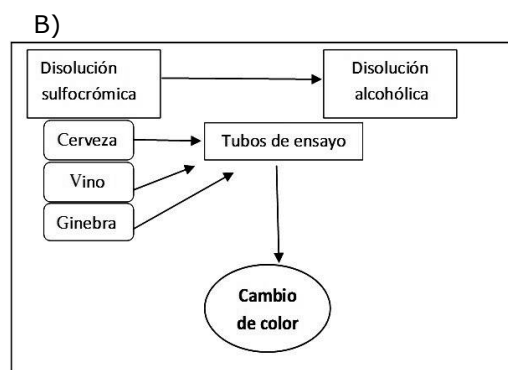 B)
Disolución
sulfocrómica
Disolución
alcohólica
Cerveza
Tubos de ensayo
Vino
Ginebra
Cambio
de color